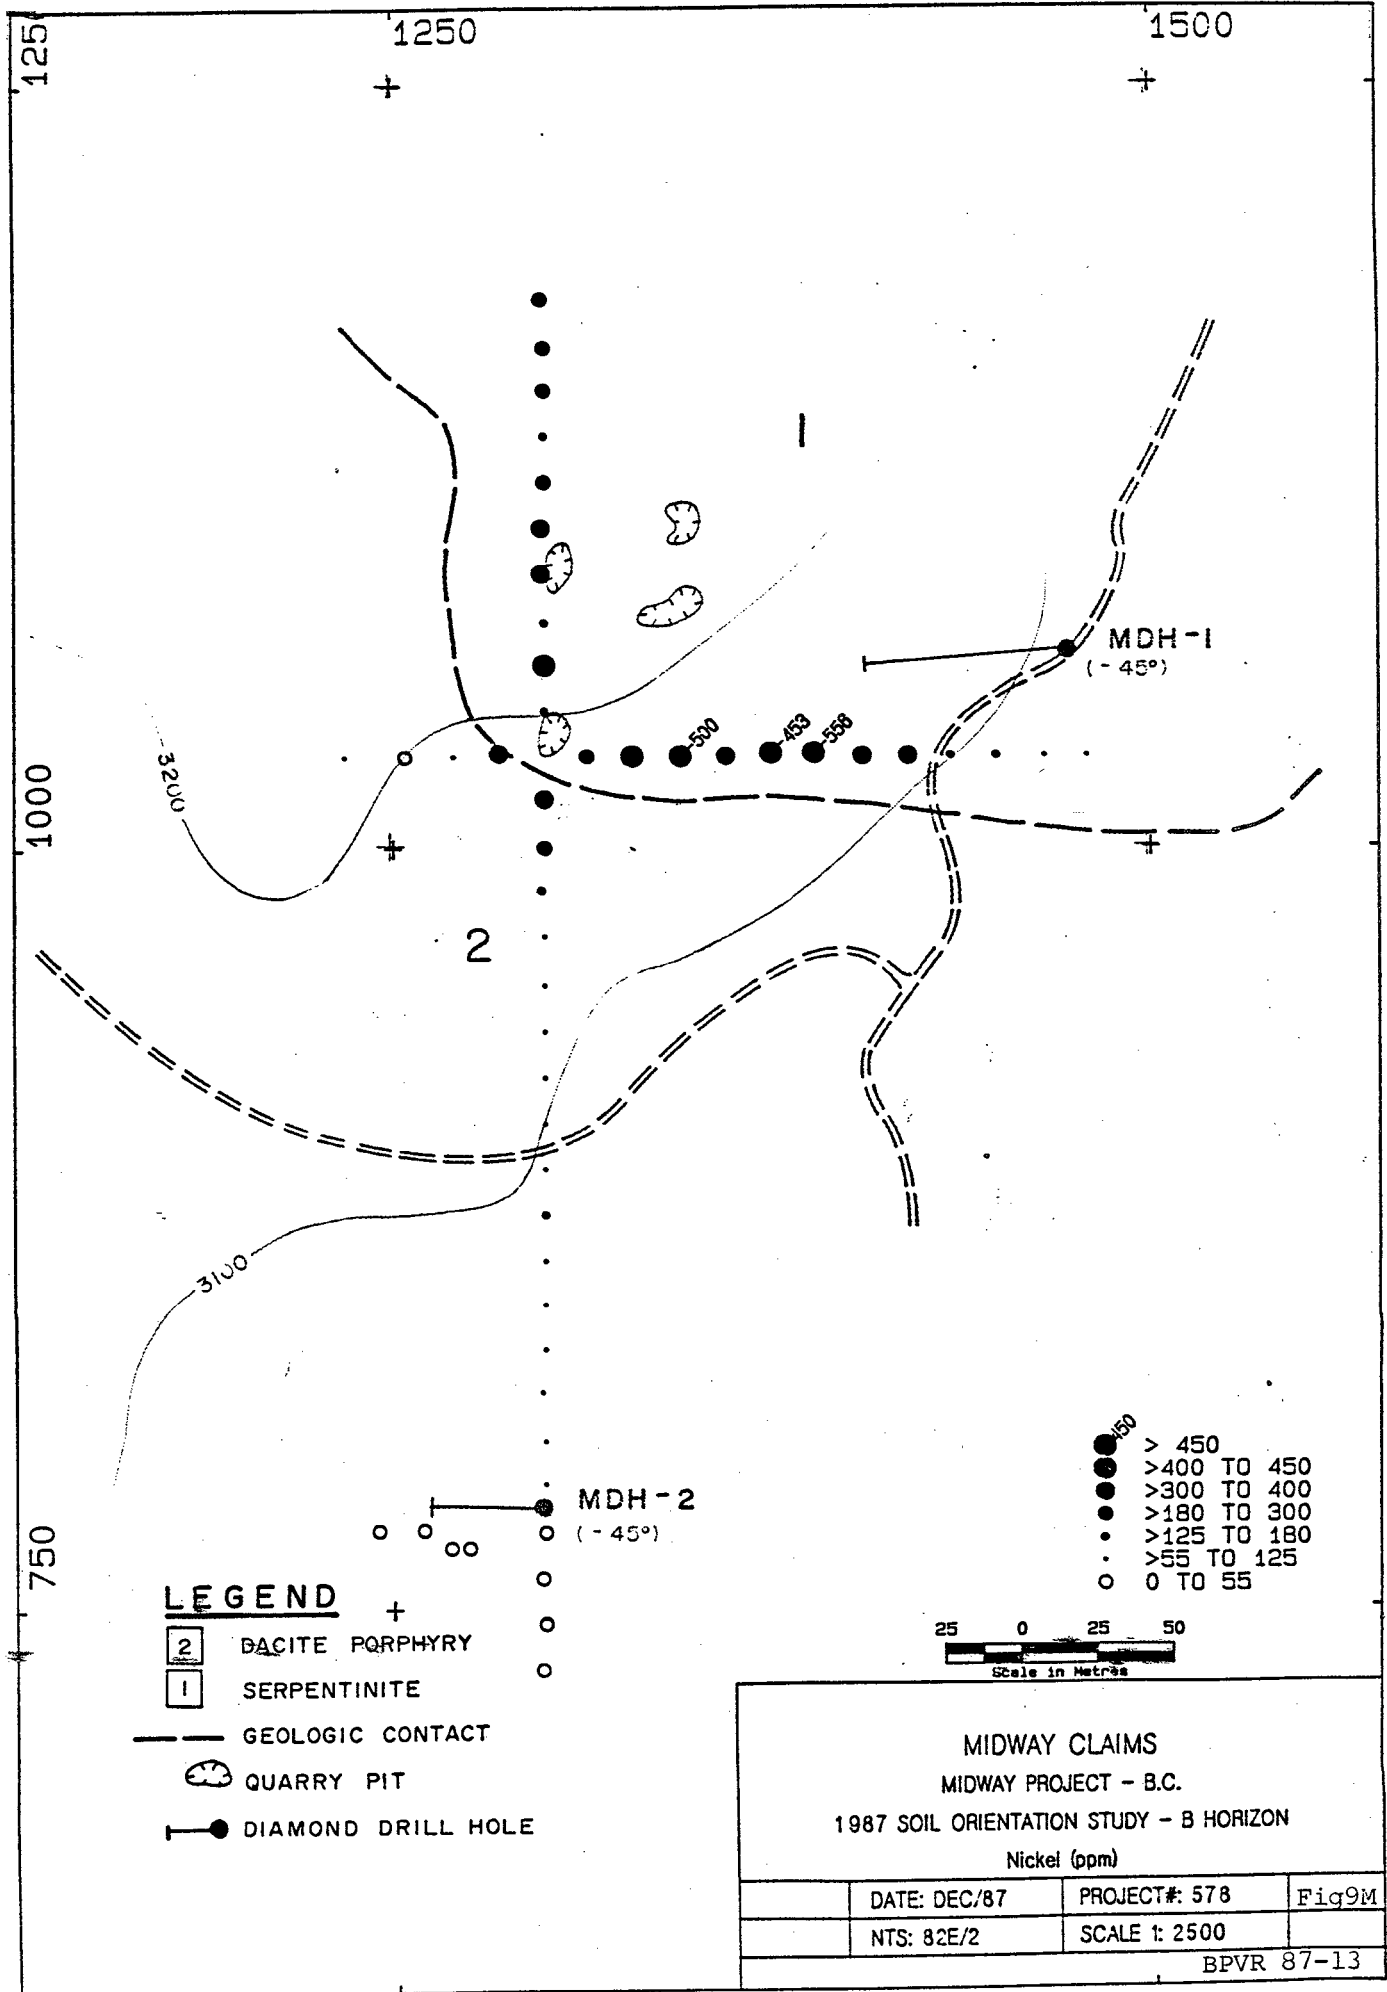 1250
1500
125
1
MDH-1
(-45°)
-500
-453
-558
3200
1000
2
3100
MDH-2
(-45°)
750
450
> 450
>400 TO 450
>300 TO 400
>180 TO 300
>125 TO 180
>55 TO 125
0 TO 55
LEGEND
2 DACITE PORPHYRY
1 SERPENTINITE
GEOLOGIC CONTACT
QUARRY PIT
DIAMOND DRILL HOLE
25 0 25 50
Scale in Metres
MIDWAY CLAIMS
MIDWAY PROJECT - B.C.
1987 SOIL ORIENTATION STUDY - B HORIZON
Nickel (ppm)
DATE: DEC/87 PROJECT#: 578 Fig9M
NTS: 82E/2 SCALE 1: 2500
BPVR 87-13